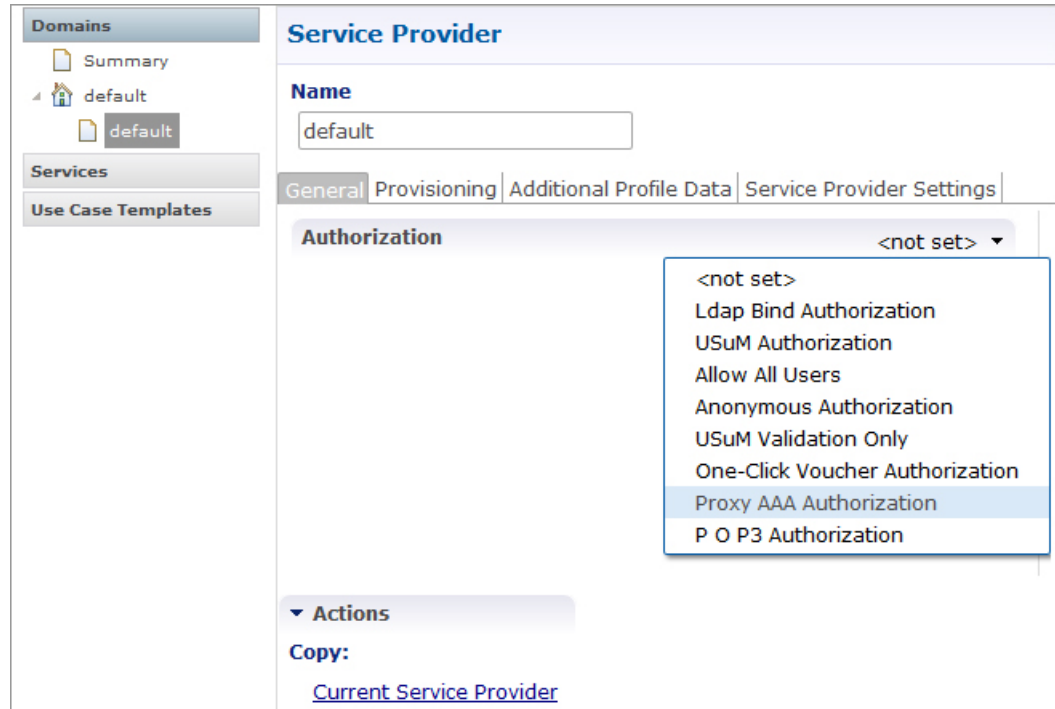 Domains
Summary
default
default
Services
Use Case Templates
Service Provider
Name
default
General Provisioning Additional Profile Data Service Provider Settings
Authorization <not set>
<not set>
Ldap Bind Authorization
USuM Authorization
Allow All Users
Anonymous Authorization
USuM Validation Only
One-Click Voucher Authorization
Proxy AAA Authorization
P O P3 Authorization
Actions
Copy:
Current Service Provider